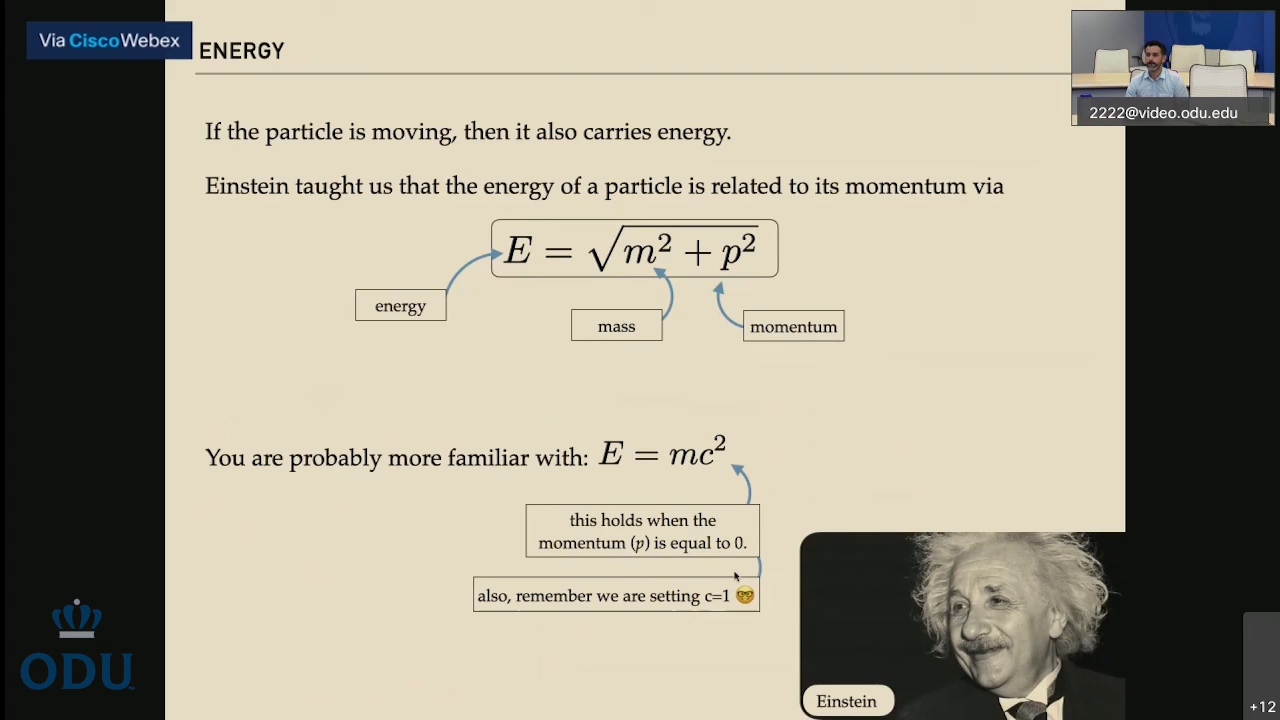 Via CiscoWebex
ENERGY
2222@video.odu.edu
If the particle is moving, then it also carries energy.
Einstein taught us that the energy of a particle is related to its momentum via
E = √(m² + p²)
energy
mass
momentum
You are probably more familiar with: E = mc²
this holds when the
momentum (p) is equal to 0.
also, remember we are setting c=1 🤓
ODU
Einstein
+12